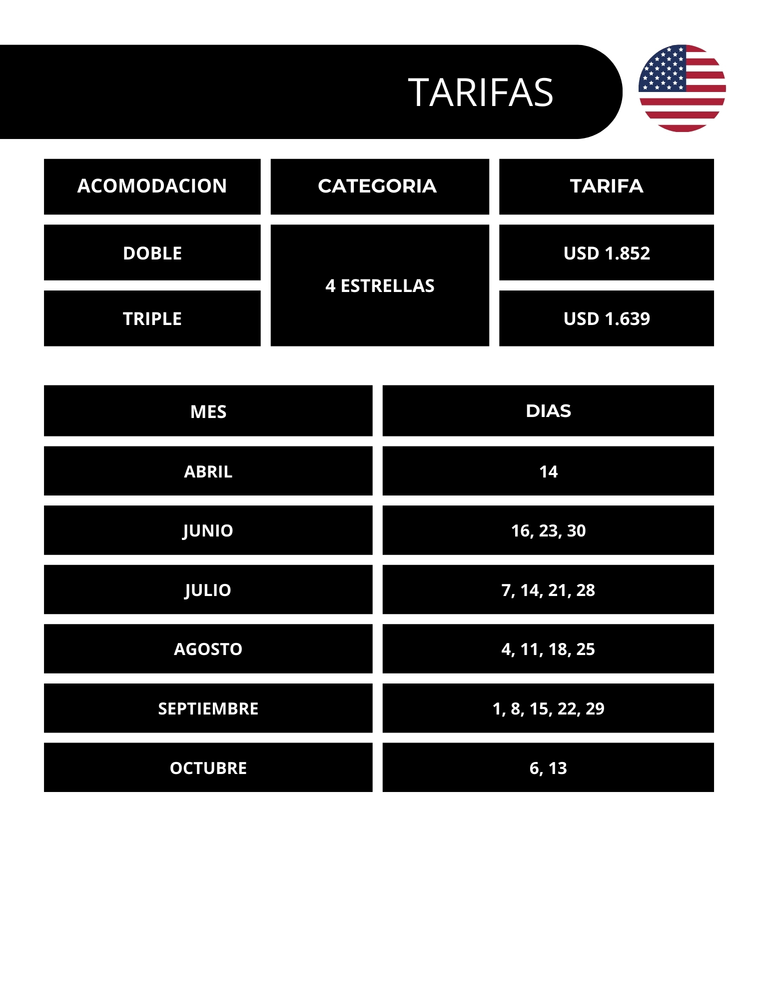 TARIFAS
ACOMODACION CATEGORIA TARIFA
DOBLE USD 1.852
4 ESTRELLAS
TRIPLE USD 1.639
MES DIAS
ABRIL 14
JUNIO 16, 23, 30
JULIO 7, 14, 21, 28
AGOSTO 4, 11, 18, 25
SEPTIEMBRE 1, 8, 15, 22, 29
OCTUBRE 6, 13